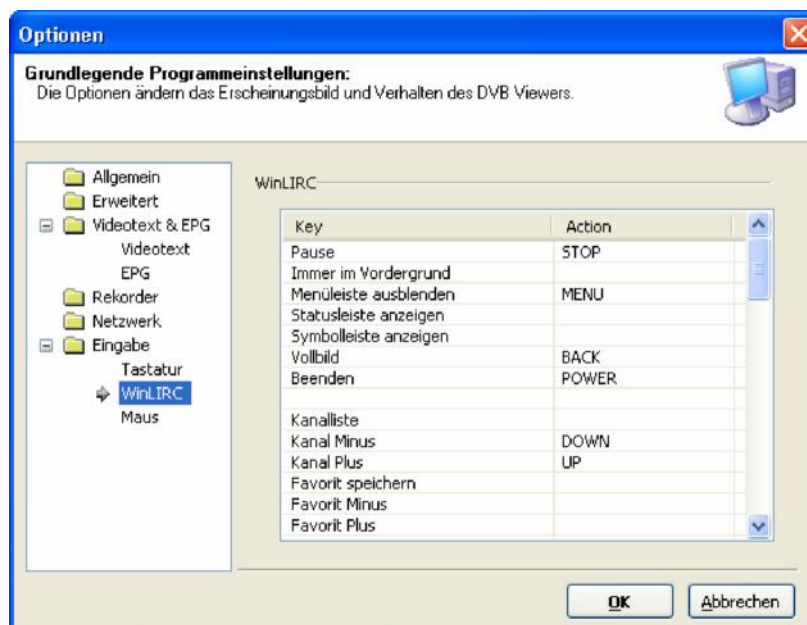 Optionen
Grundlegende Programmeinstellungen:
Die Optionen ändern das Erscheinungsbild und Verhalten des DVB Viewers.
Allgemein
Erweitert
Videotext & EPG
Videotext
EPG
Rekorder
Netzwerk
Eingabe
Tastatur
WinLIRC
Maus
WinLIRC
Key Action
Pause STOP
Immer im Vordergrund
Menüleiste ausblenden MENU
Statusleiste anzeigen
Symbolleiste anzeigen
Vollbild BACK
Beenden POWER
Kanalliste
Kanal Minus DOWN
Kanal Plus UP
Favorit speichern
Favorit Minus
Favorit Plus
OK Abbrechen